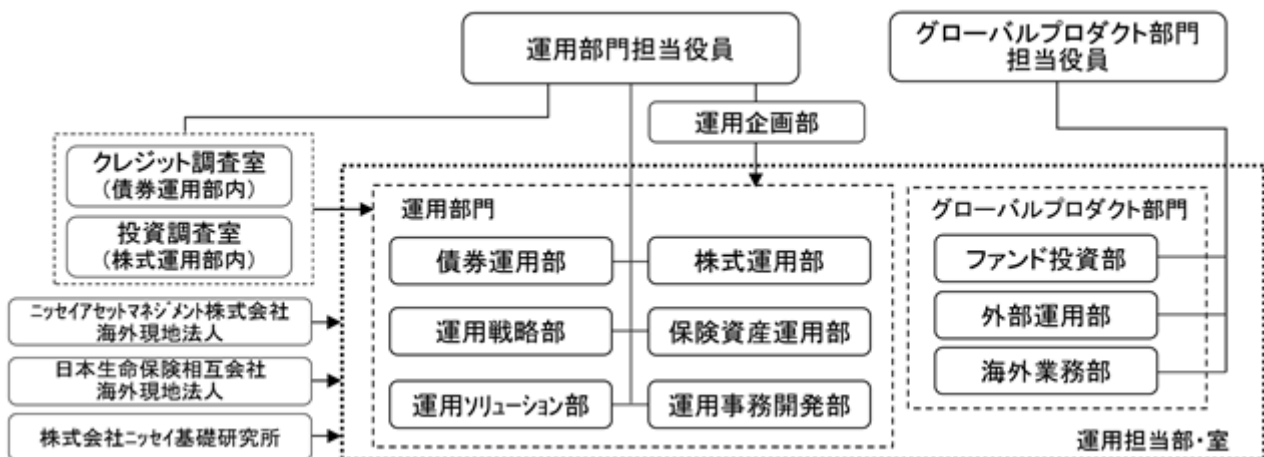 運用部門担当役員
グローバルプロダクト部門
担当役員
運用企画部
クレジット調査室
(債券運用部内)
投資調査室
(株式運用部内)
運用部門
債券運用部
株式運用部
運用戦略部
保険資産運用部
運用ソリューション部
運用事務開発部
グローバルプロダクト部門
ファンド投資部
外部運用部
海外業務部
ニッセイアセットマネジメント株式会社
海外現地法人
日本生命保険相互会社
海外現地法人
株式会社ニッセイ基礎研究所
運用担当部・室